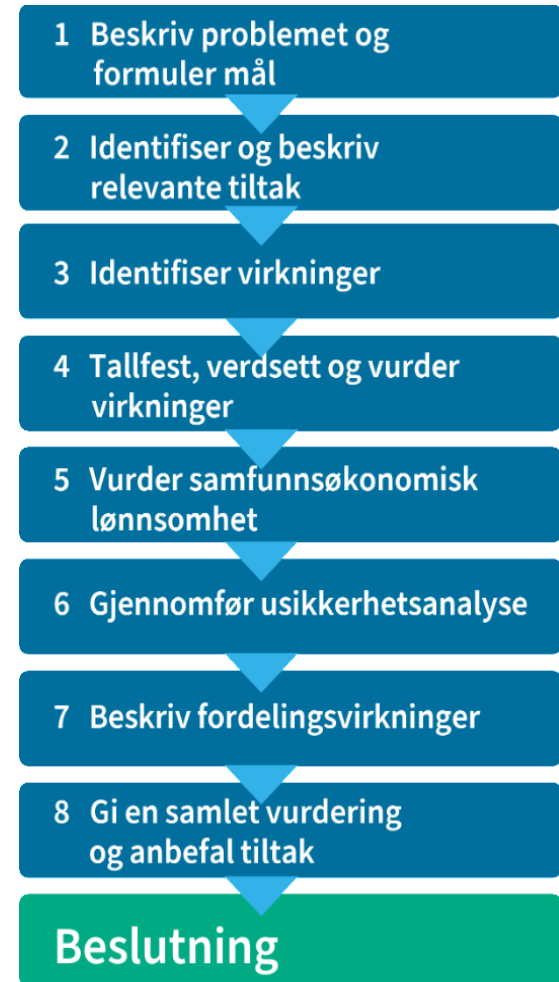 1 Beskriv problemet og
formuler mål
2 Identifiser og beskriv
relevante tiltak
3 Identifiser virkninger
4 Tallfest, verdsett og vurder
virkninger
5 Vurder samfunnsøkonomisk
lønnsomhet
6 Gjennomfør usikkerhetsanalyse
7 Beskriv fordelingsvirkninger
8 Gi en samlet vurdering
og anbefal tiltak
Beslutning